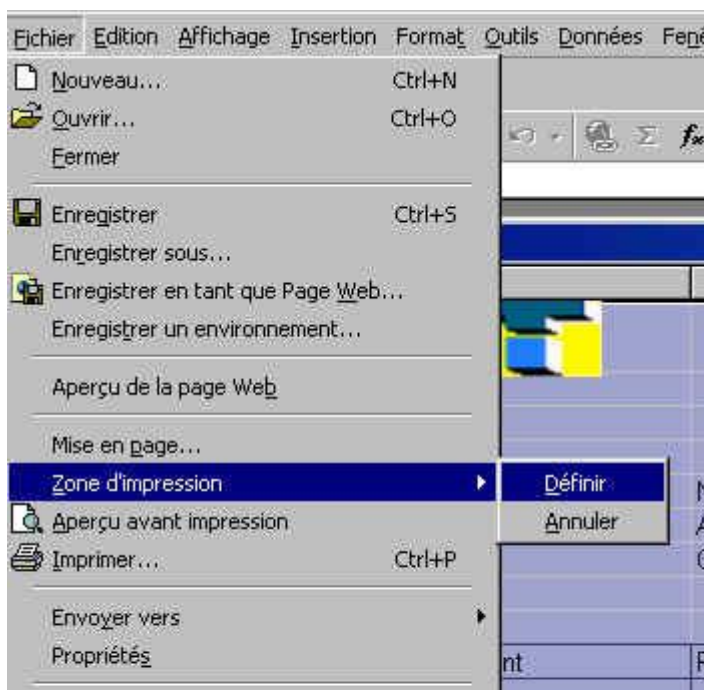 Fichier Edition Affichage Insertion Format Outils Données
Nouveau... Ctrl+N
Ouvrir... Ctrl+O
Fermer
Enregistrer Ctrl+S
Enregistrer sous...
Enregistrer en tant que Page Web...
Enregistrer un environnement...
Aperçu de la page Web
Mise en page...
Zone d'impression Définir
Aperçu avant impression Annuler
Imprimer... Ctrl+P
Envoyer vers
Propriétés